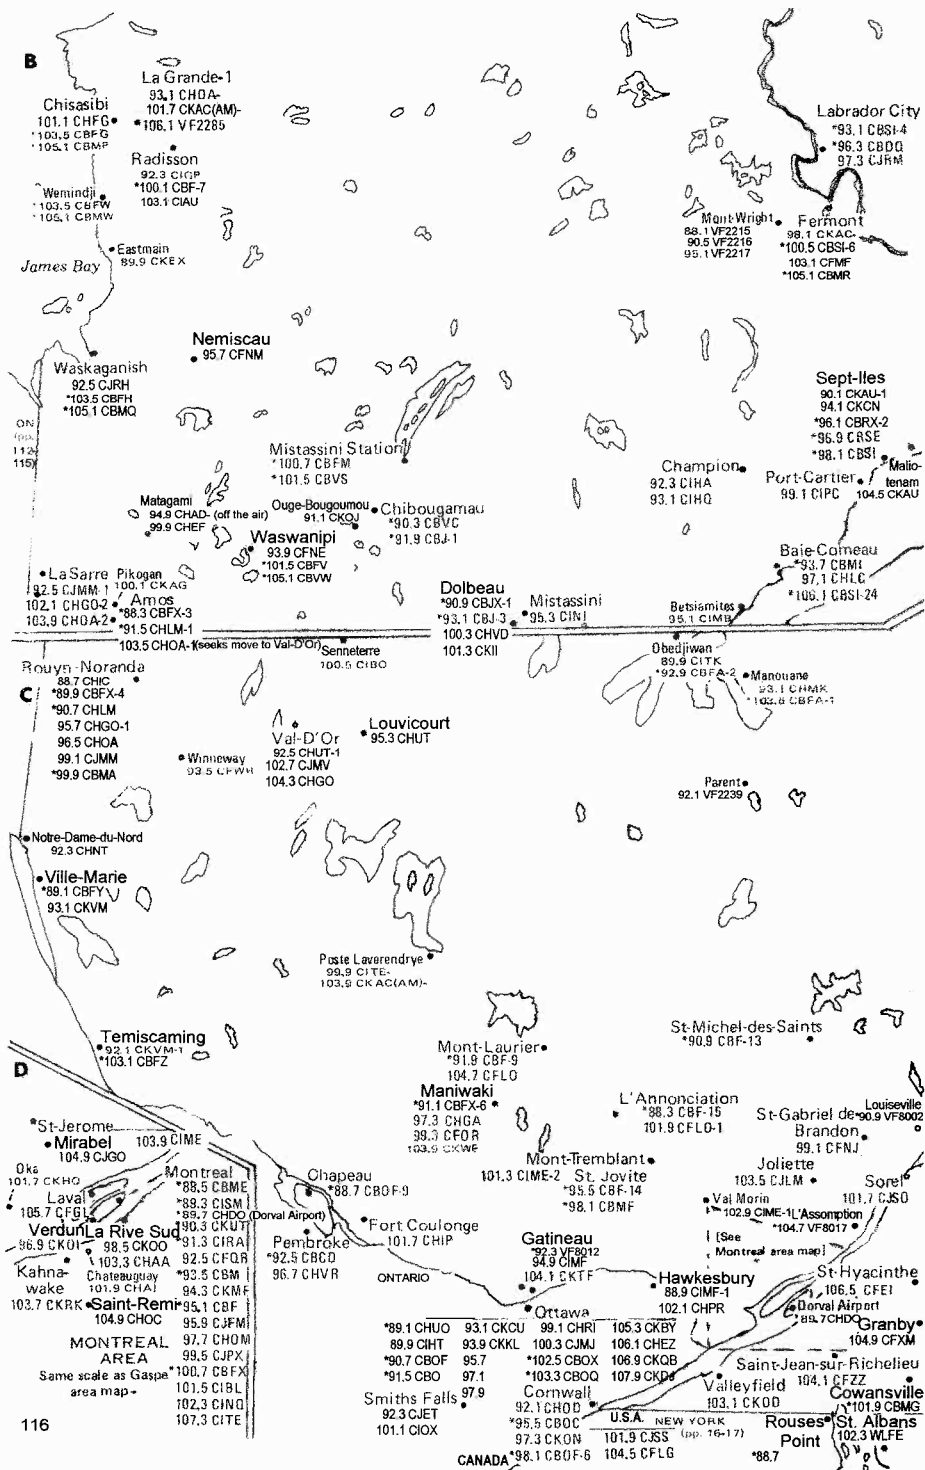 B
La Grande-1
93.1 CHOA-
101.7 CKAC(AM)-
*106.1 VF2285
Chisasibi
101.1 CHFG
*103.5 CBFG
*105.1 CBMP
Radisson
92.3 CIGP
*100.1 CBF-7
103.1 CIAU
Labrador City
*93.1 CBSI-4
*96.3 CBDQ
97.3 CJRM
Wemindji
*103.5 CBFW
*105.1 CBMW
Mont-Wright
88.1 VF2215
90.5 VF2216
95.1 VF2217
Fermont
98.1 CKAC-
*100.5 CBSI-6
103.1 CFMF
*105.1 CBMR
Eastmain
89.9 CKEX
James Bay
Nemiscau
95.7 CFNM
Waskaganish
92.5 CJRH
*103.5 CBFH
*105.1 CBMQ
ON
(pp.
112-
115)
Sept-Iles
90.1 CKAU-1
94.1 CKCN
*96.1 CBRX-2
*96.9 CRSE
*98.1 CBSI
Malio-
tenam
104.5 CKAU
Mistassini Station
*100.7 CBFM
*101.5 CBVS
Champion
92.3 CIHA
93.1 CIHQ
Port-Cartier
99.1 CIPC
Matagami
94.9 CHAD- (off the air)
99.9 CHEF
Ouge-Bougoumou
91.1 CKOJ
Chibougamau
*90.3 CBVC
*91.9 CBJ-1
Waswanipi
93.9 CFNE
*101.5 CBFV
*105.1 CBVW
Baie-Comeau
*93.7 CBMI
97.1 CHLC
*106.1 CBSI-24
La Sarre
92.5 CJMM-1
102.1 CHGO-2
103.9 CHOA-2
Pikogan
100.1 CKAG
Amos
*88.3 CBFX-3
*91.5 CHLM-1
103.5 CHOA-1(seeks move to Val-D'Or)
Dolbeau
*90.9 CBJX-1
*93.1 CBJ-3
100.3 CHVD
101.3 CKII
Mistassini
95.3 CINI
Betsiamites
95.1 CIMB
Senneterre
100.5 CIBO
Obedjiwan
89.9 CITK
*92.9 CBFA-2
Manouane
93.1 CHMK
*103.5 CBFA-1
Rouyn-Noranda
88.7 CHIC
*89.9 CBFX-4
*90.7 CHLM
95.7 CHGO-1
96.5 CHOA
99.1 CJMM
*99.9 CBMA
C
Val-D'Or
92.5 CHUT-1
102.7 CJMV
104.3 CHGO
Louvicourt
95.3 CHUT
Winneway
93.5 CFWR
Parent
92.1 VF2239
Notre-Dame-du-Nord
92.3 CHNT
Ville-Marie
*89.1 CBFY
93.1 CKVM
Poste Laverendrye
99.9 CITE-
103.9 CKAC(AM)-
Temiscaming
92.1 CKVM-1
*103.1 CBFZ
St-Michel-des-Saints
*90.9 CBF-13
Mont-Laurier
*91.9 CBF-9
104.7 CFLO
Maniwaki
*91.1 CBFX-6
97.3 CHGA
99.3 CFOR
103.9 CKWE
L'Annonciation
*88.3 CBF-15
101.9 CFLO-1
St-Gabriel de
Brandon
99.1 CFNJ
Louiseville
*90.9 VF8002
D
*St-Jerome
103.9 CIME
Mirabel
104.9 CJGO
Mont-Tremblant
101.3 CIME-2
St. Jovite
*95.5 CBF-14
*98.1 CBMF
Joliette
103.5 CJLM
Sorel
101.7 CJSO
Oka
101.7 CKHQ
Laval
105.7 CFGL
Montreal
*88.5 CBME
*89.3 CISM
*89.7 CHDO (Dorval Airport)
*90.3 CKUT
*91.3 CIRA
92.5 CFQR
*93.5 CBM
94.3 CKMF
*95.1 CBF
95.9 CJFM
97.7 CHOM
99.5 CJPX
*100.7 CBFX
101.5 CIBL
102.3 CINQ
107.3 CITE
Verdun
96.9 CKOI
La Rive Sud
98.5 CKOO
103.3 CHAA
Chateauguay
101.9 CHAI
Kahna-
wake
103.7 CKRK
Saint-Remi
104.9 CHOC
MONTREAL
AREA
Same scale as Gaspe
area map
Chapeau
*88.7 CBOF-9
Pembroke
*92.5 CBCD
96.7 CHVR
Fort Coulonge
101.7 CHIP
ONTARIO
Gatineau
*92.3 VF8012
94.9 CIMF
104.1 CKTF
Val Morin
102.9 CIME-1
L'Assomption
*104.7 VF8017
[See
Montreal area map]
Hawkesbury
88.9 CIMF-1
102.1 CHPR
St-Hyacinthe
106.5 CFEI
Dorval Airport
89.7 CHDO
Granby
104.9 CFXM
Ottawa
*89.1 CHUO 93.1 CKCU 99.1 CHRI 105.3 CKBY
89.9 CIHT 93.9 CKKL 100.3 CJMJ 106.1 CHEZ
*90.7 CBOF 95.7 *102.5 CBOX 106.9 CKQB
*91.5 CBO 97.1 *103.3 CBOQ 107.9 CKDJ
97.9
Smiths Falls
92.3 CJET
101.1 CIOX
Saint-Jean-sur-Richelieu
104.1 CFZZ
Valleyfield
103.1 CKOD
Cornwall
92.1 CHOD
*95.5 CBOC
97.3 CKON
*98.1 CBOF-6
Cowansville
*101.9 CBMG
U.S.A. NEW YORK
(pp. 16-17)
101.9 CJSS
104.5 CFLG
Rouses
Point
*88.7
St. Albans
102.3 WLFE
CANADA
116